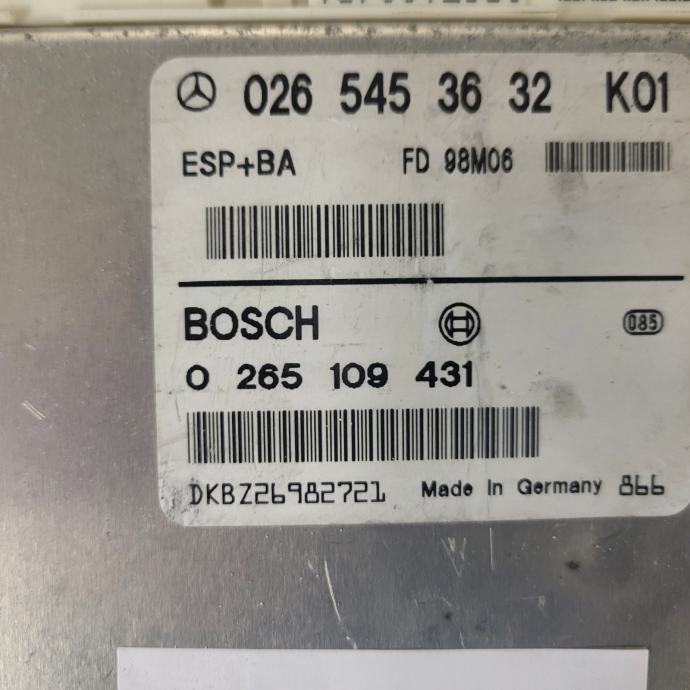 026 545 36 32 K01
ESP+BA FD 98M06
BOSCH 085
0 265 109 431
DKBZ26982721 Made In Germany 866